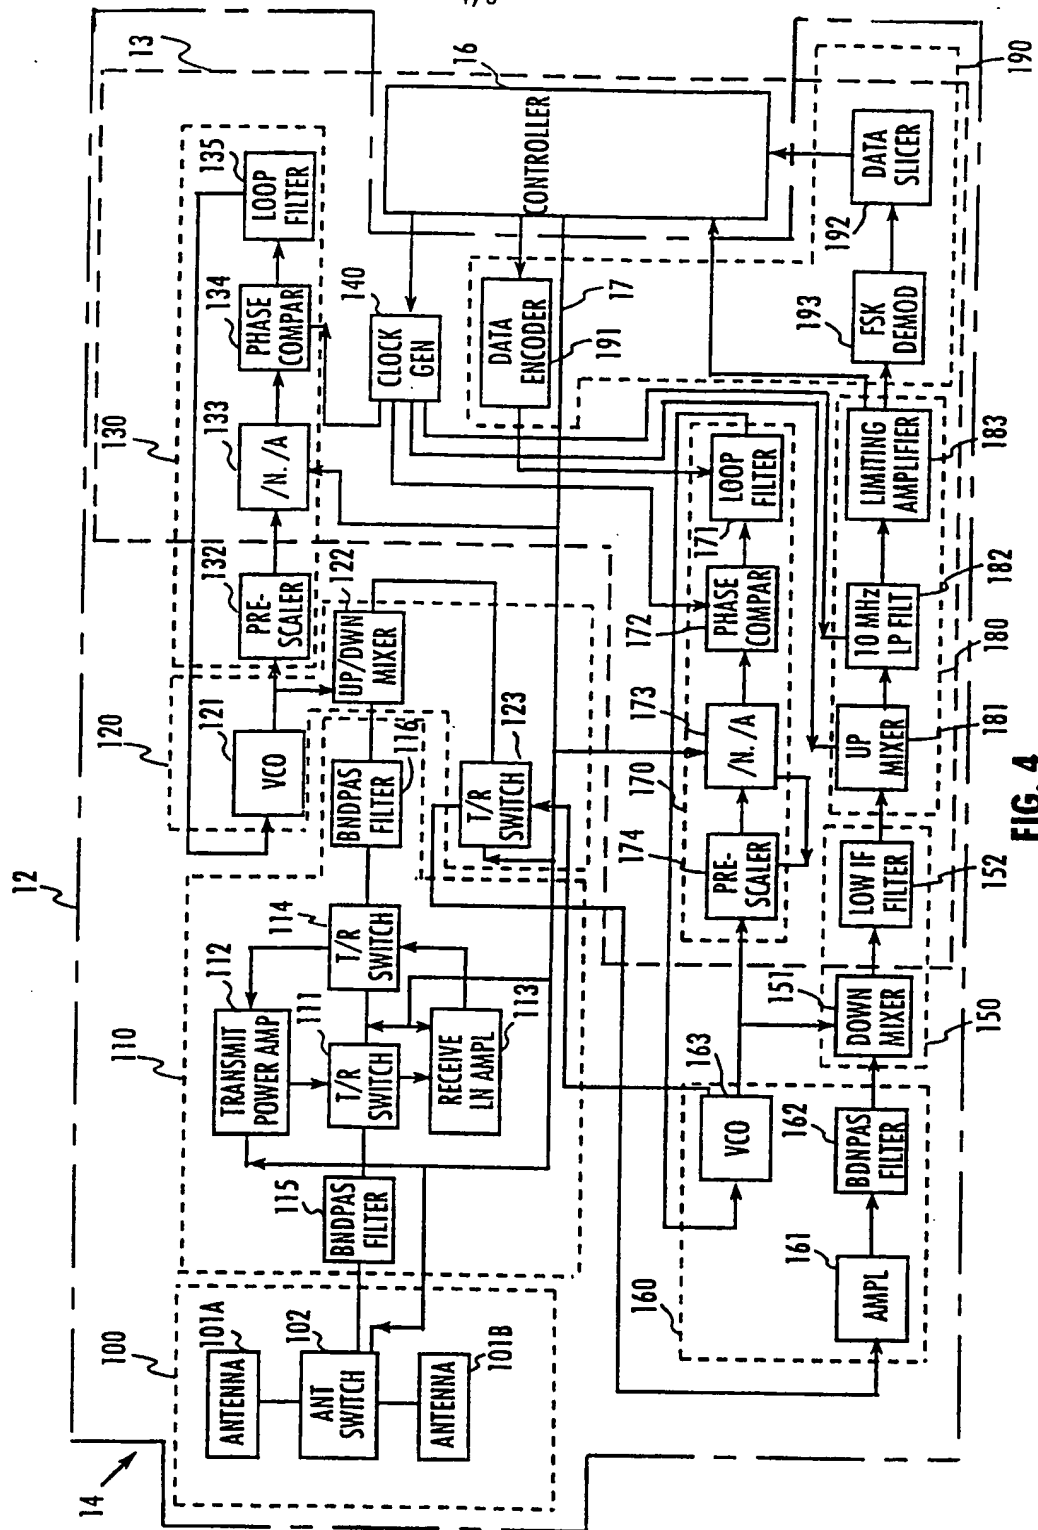 12
14
100
101A
ANTENNA
102
ANT
SWITCH
ANTENNA
101B
110
112
TRANSMIT
POWER AMP
115
BNDPAS
FILTER
111
T/R
SWITCH
114
T/R
SWITCH
RECEIVE
LN AMPL
113
BNDPAS
FILTER
116
120
121
VCO
UP/DWN
MIXER
122
T/R
SWITCH
123
130
132
PRE-
SCALER
133
/N. /A
134
PHASE
COMPAR
135
LOOP
FILTER
13
16
CONTROLLER
140
CLOCK
GEN
DATA
ENCODER
191
17
160
161
AMPL
162
BDNPAS
FILTER
163
VCO
150
151
DOWN
MIXER
LOW IF
FILTER
152
170
174
PRE-
SCALER
173
/N. /A
172
PHASE
COMPAR
171
LOOP
FILTER
180
UP
MIXER
181
10 MHz
LP FILT
182
LIMITING
AMPLIFIER
183
193
FSK
DEMOD
192
DATA
SLICER
190
FIG. 4